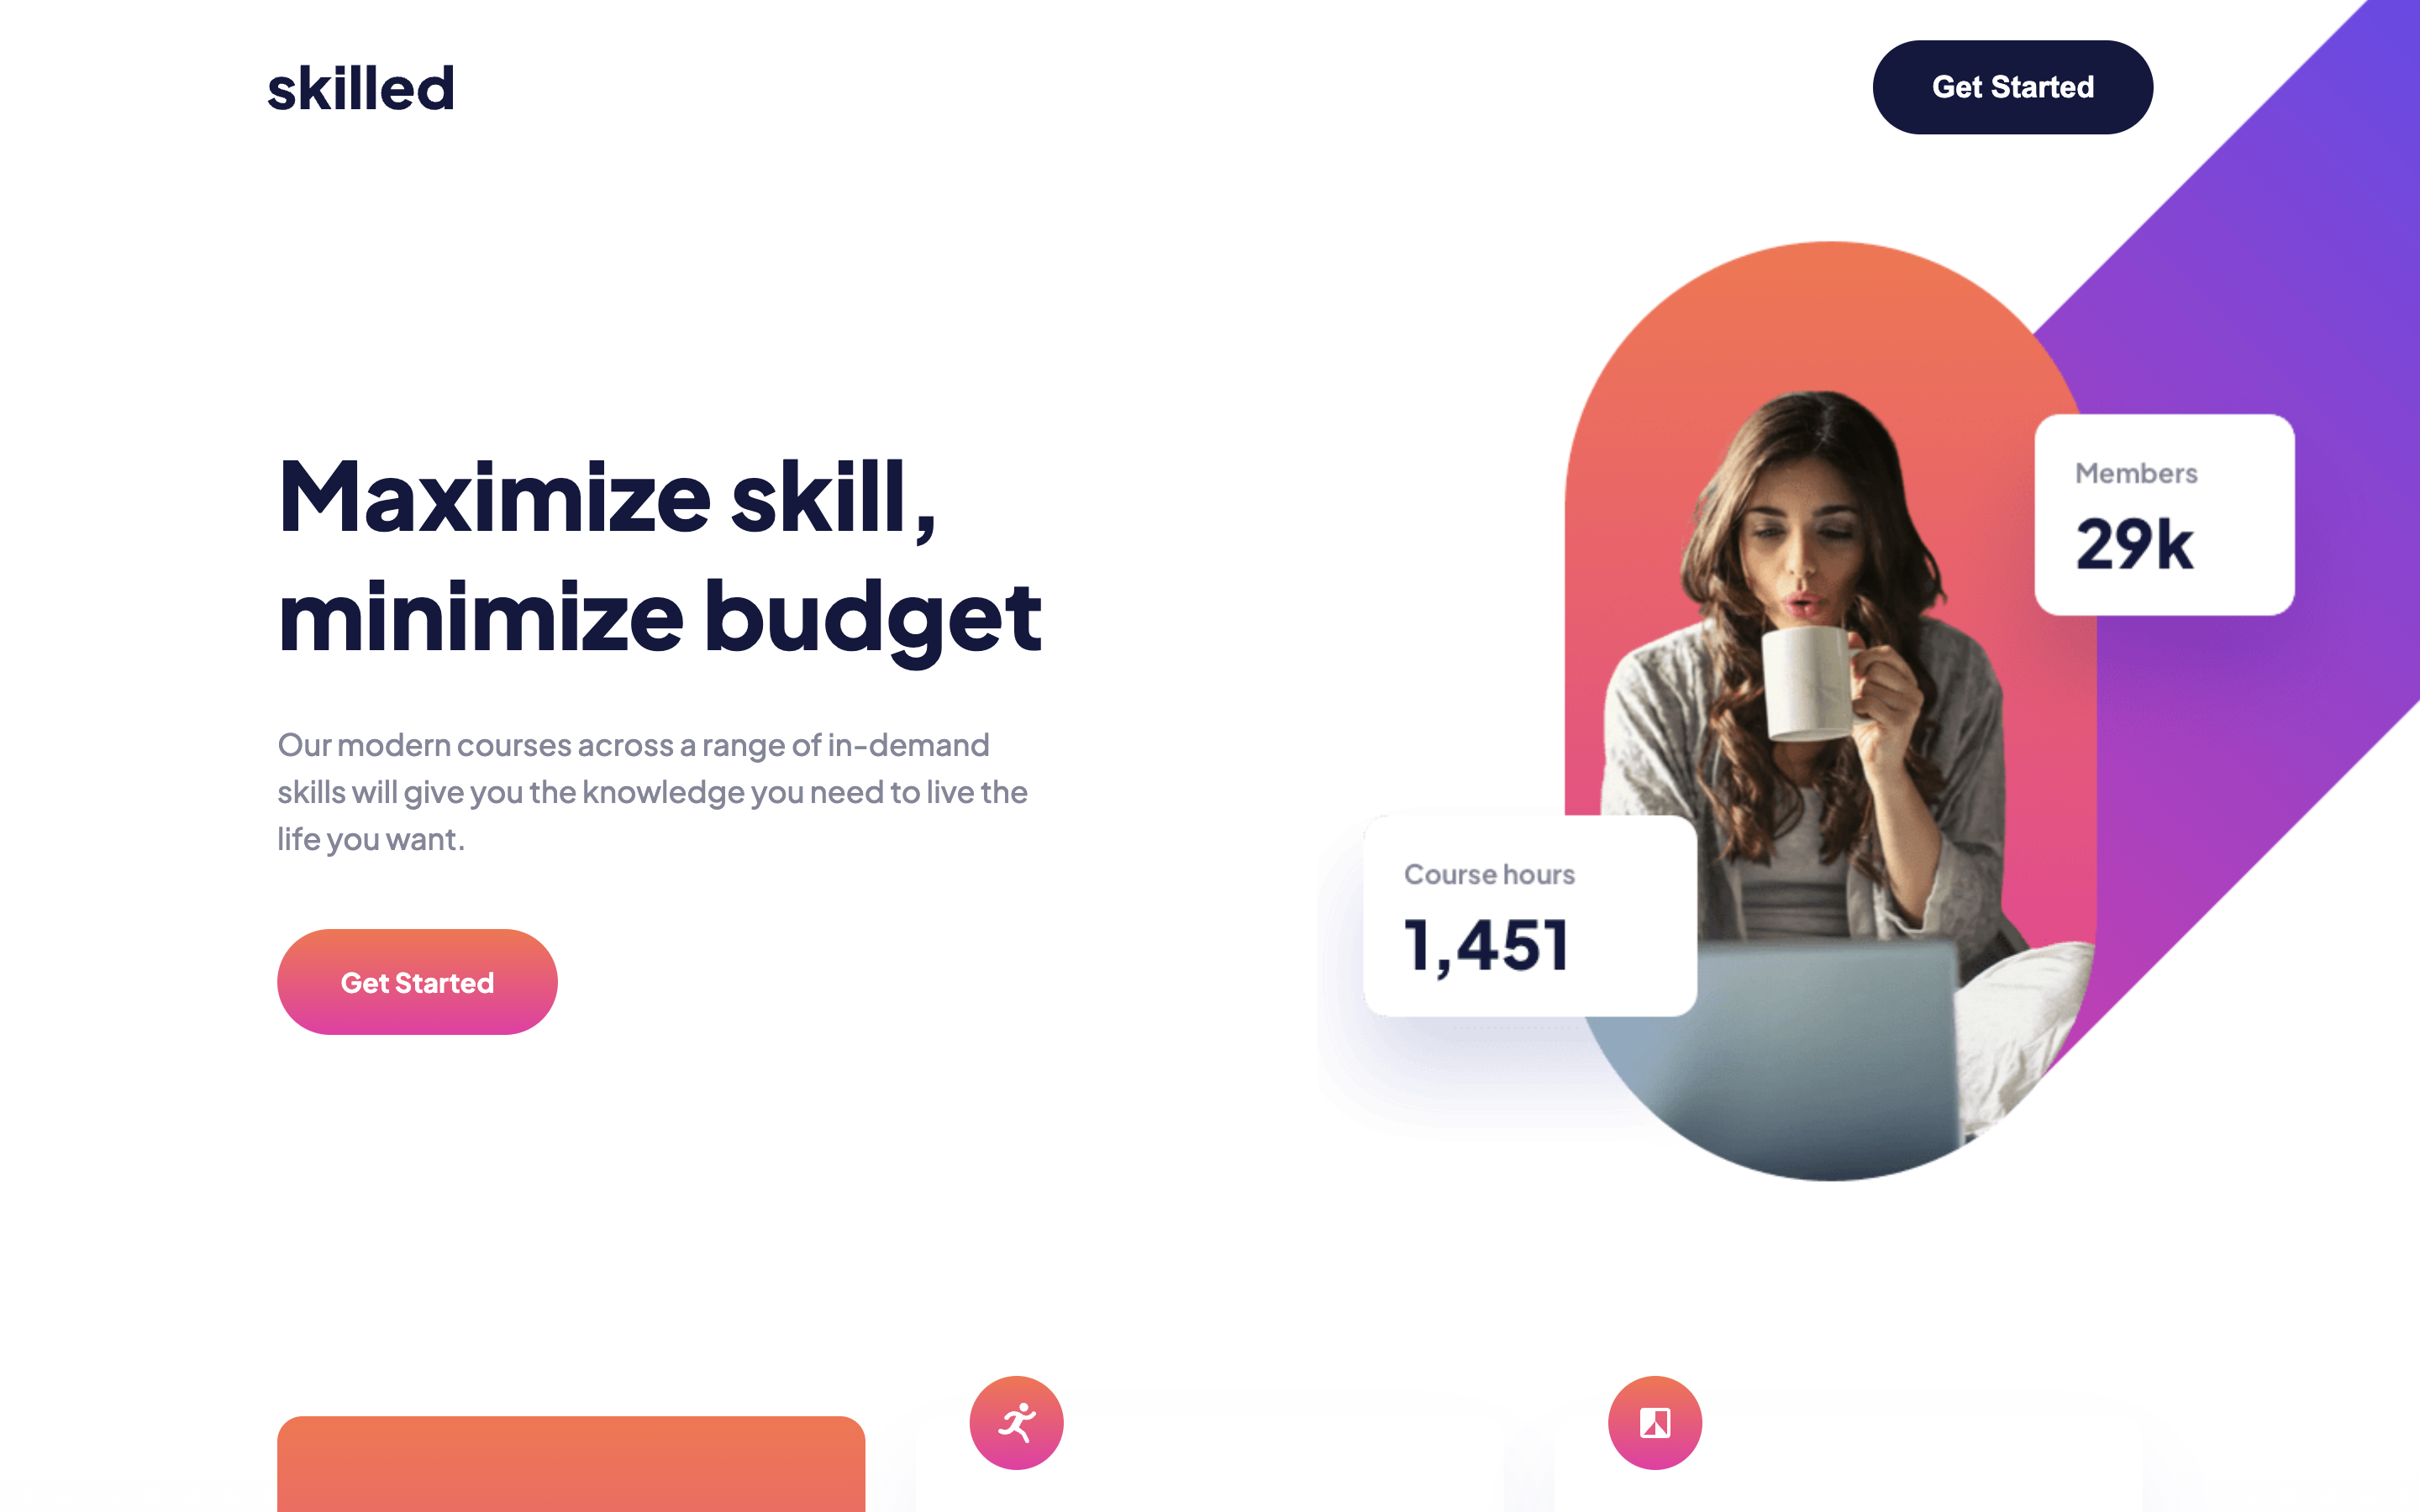 skilled
Get Started
Maximize skill,
minimize budget
Our modern courses across a range of in-demand
skills will give you the knowledge you need to live the
life you want.
Get Started
Members
29k
Course hours
1,451